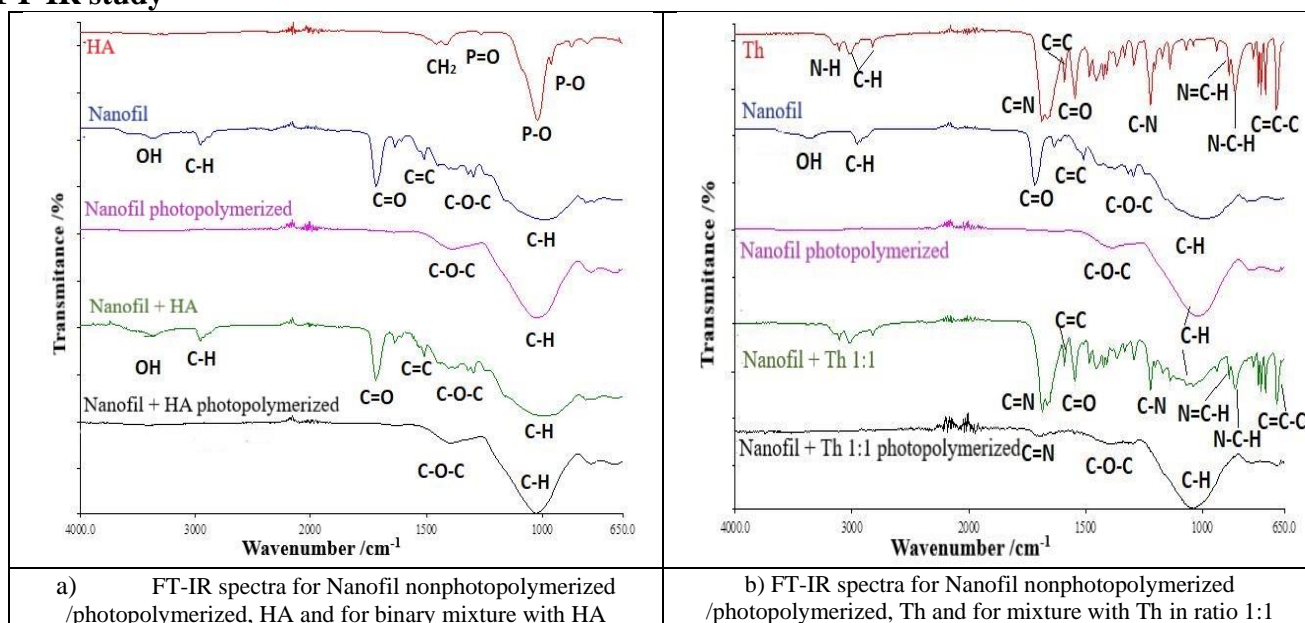 FT-IR study
HA
CH₂
P=O
P-O
P-O
Nanofil
OH
C-H
C=O
C=C
C-O-C
C-H
Nanofil photopolymerized
C-O-C
C-H
Nanofil + HA
OH
C-H
C=O
C=C
C-O-C
C-H
Nanofil + HA photopolymerized
C-O-C
C-H
Transmitance /%
4000.0 3000 2000 1500 1000 650.0
Wavenumber /cm⁻¹
Th
N-H
C-H
C=C
C=N
C=O
C-N
N=C-H
N-C-H
C=C-C
Nanofil
OH
C-H
C=O
C=C
C-O-C
C-H
Nanofil photopolymerized
C-O-C
C-H
Nanofil + Th 1:1
C=C
C=N
C=O
C-N
N=C-H
N-C-H
C=C-C
Nanofil + Th 1:1 photopolymerized
C=N
C-O-C
C-H
Transmitance /%
4000.0 3000 2000 1500 1000 650.0
Wavenumber /cm⁻¹
a) FT-IR spectra for Nanofil nonphotopolymerized
/photopolymerized, HA and for binary mixture with HA
b) FT-IR spectra for Nanofil nonphotopolymerized
/photopolymerized, Th and for mixture with Th in ratio 1:1